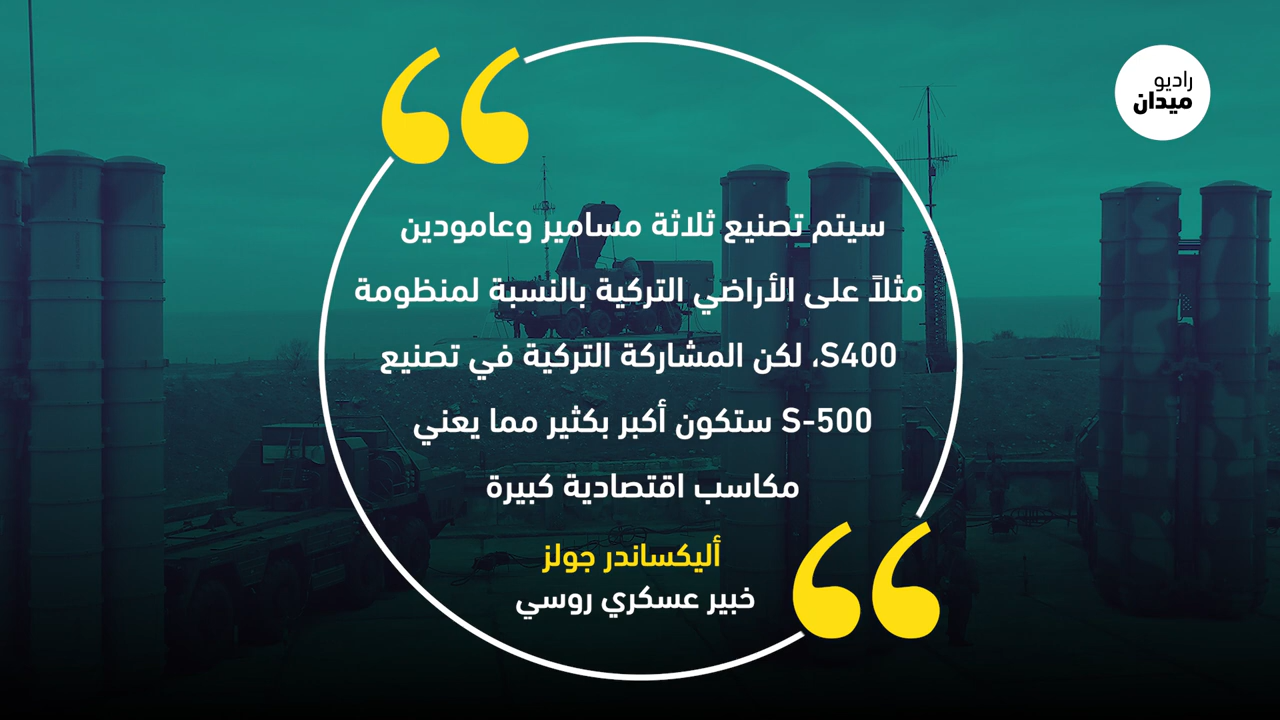 راديو
ميدان
سيتم تصنيع ثلاثة مسامير وعامودين
مثلاً على الأراضي التركية بالنسبة لمنظومة
S400، لكن المشاركة التركية في تصنيع
S-500 ستكون أكبر بكثير مما يعني
مكاسب اقتصادية كبيرة
أليكساندر جولز
خبير عسكري روسي